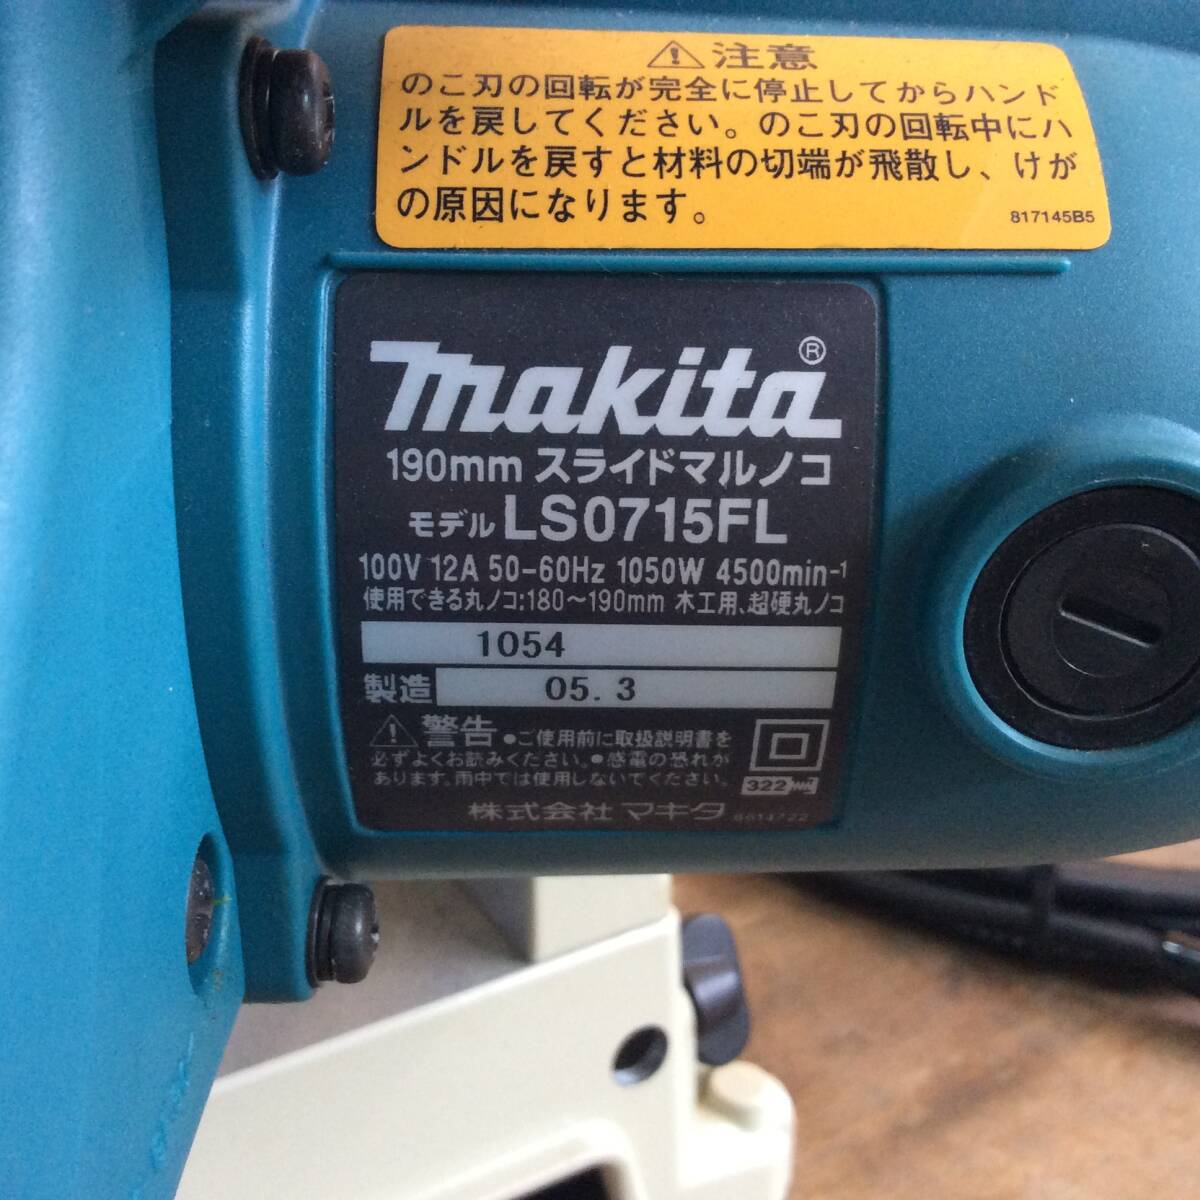 注意
のこ刃の回転が完全に停止してからハンド
ルを戻してください。のこ刃の回転中にハ
ンドルを戻すと材料の切端が飛散し、けが
の原因になります。
817145B5
makita®
190mm スライドマルノコ
モデル LS0715FL
100V 12A 50-60Hz 1050W 4500min-1
使用できる丸ノコ:180～190mm 木工用、超硬丸ノコ
1054
製造 05. 3
警告 ●ご使用前に取扱説明書を
必ずよくお読みください。●感電の恐れが
あります。雨中では使用しないでください。
322
株式会社 マキタ